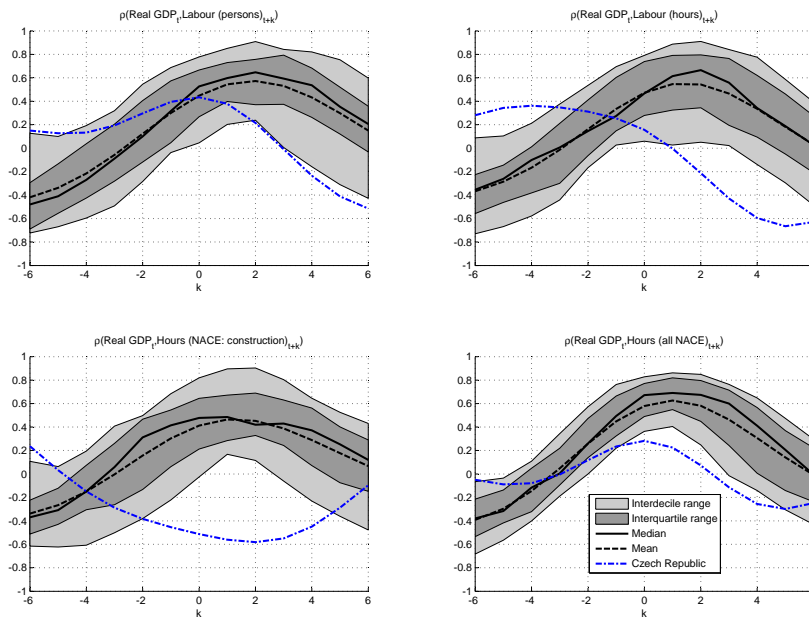 ρ(Real GDP_t,Labour (persons)_{t+k})
1
0.8
0.6
0.4
0.2
0
-0.2
-0.4
-0.6
-0.8
-1
-6 -4 -2 0 2 4 6
k
ρ(Real GDP_t,Labour (hours)_{t+k})
1
0.8
0.6
0.4
0.2
0
-0.2
-0.4
-0.6
-0.8
-1
-6 -4 -2 0 2 4
k
ρ(Real GDP_t,Hours (NACE: construction)_{t+k})
1
0.8
0.6
0.4
0.2
0
-0.2
-0.4
-0.6
-0.8
-1
-6 -4 -2 0 2 4 6
k
ρ(Real GDP_t,Hours (all NACE)_{t+k})
1
0.8
0.6
0.4
0.2
0
-0.2
-0.4
-0.6
-0.8
-1
-6 -4 -2 0 2 4
k
Interdecile range
Interquartile range
Median
Mean
Czech Republic